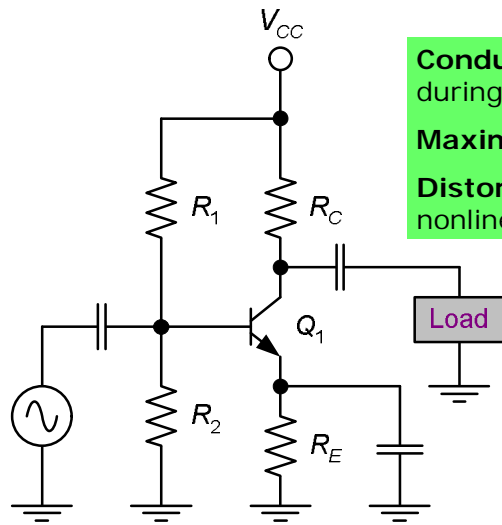 V_CC
Condu
during
Maxin
Distor
nonline
R_1
R_C
Q_1
Load
R_2
R_E